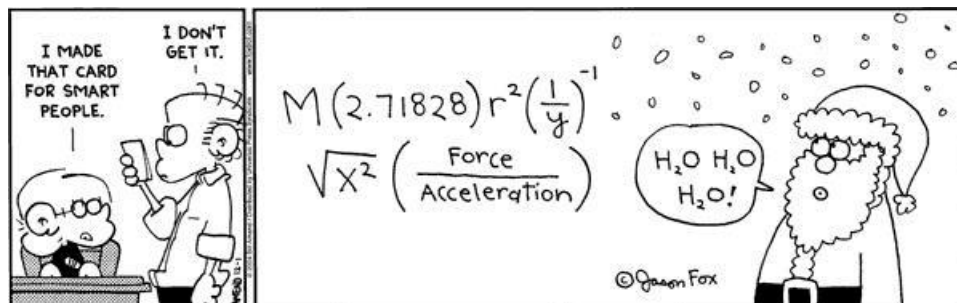 I MADE
THAT CARD
FOR SMART
PEOPLE.
I DON'T
GET IT.
M (2.71828) r² (1/y)⁻¹
√X² (Force/Acceleration)
H₂O H₂O
H₂O!
©Jason Fox